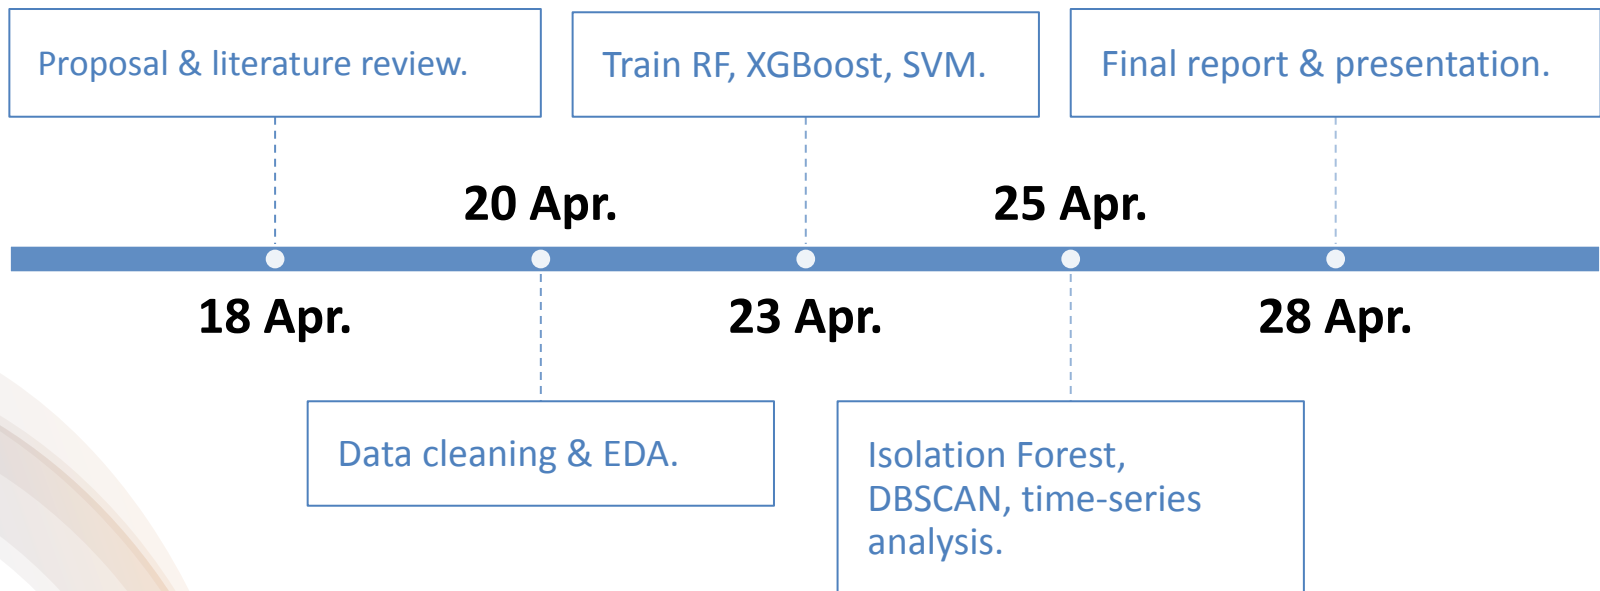 Proposal & literature review.
Train RF, XGBoost, SVM.
Final report & presentation.
20 Apr.
25 Apr.
18 Apr.
23 Apr.
28 Apr.
Data cleaning & EDA.
Isolation Forest,
DBSCAN, time-series
analysis.